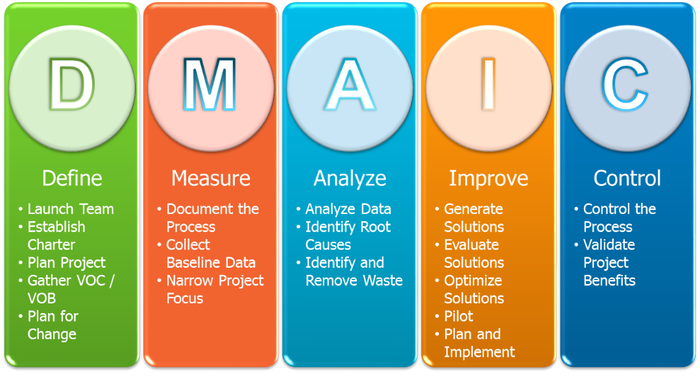 D
Define
• Launch Team
• Establish
Charter
• Plan Project
• Gather VOC /
VOB
• Plan for
Change
M
Measure
• Document the
Process
• Collect
Baseline Data
• Narrow Project
Focus
A
Analyze
• Analyze Data
• Identify Root
Causes
• Identify and
Remove Waste
I
Improve
• Generate
Solutions
• Evaluate
Solutions
• Optimize
Solutions
• Pilot
• Plan and
Implement
C
Control
• Control the
Process
• Validate
Project
Benefits